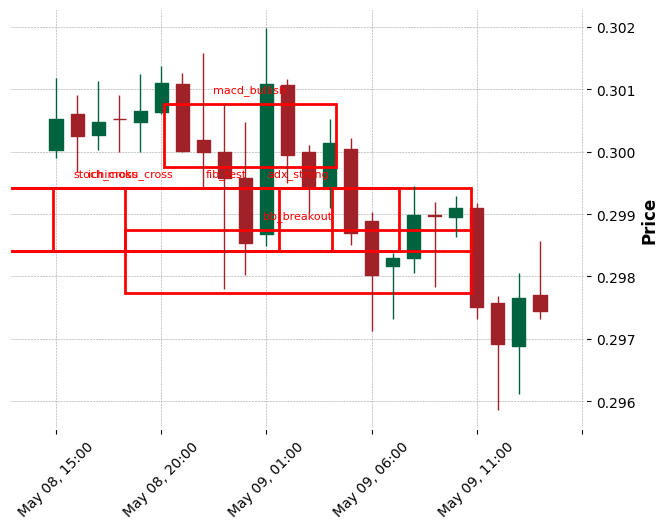 0.302
0.301
macd_bullish
0.300
stoch_cross
ichimoku_cross
fib_test
adx_strong
0.299
bb_breakout
Price
0.298
0.297
0.296
May 08, 15:00
May 08, 20:00
May 09, 01:00
May 09, 06:00
May 09, 11:00